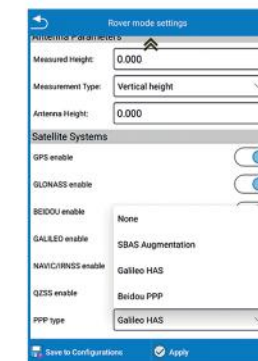 Rover mode settings
Antenna Parameters
Measured Height: 0.000
Measurement Type: Vertical height
Antenna Height: 0.000
Satellite Systems
GPS enable
GLONASS enable
BEIDOU enable
None
GALILEO enable
SBAS Augmentation
NAVIC/IRNSS enable
Galileo HAS
QZSS enable
Beidou PPP
PPP type Galileo HAS
Save to Configurations Apply